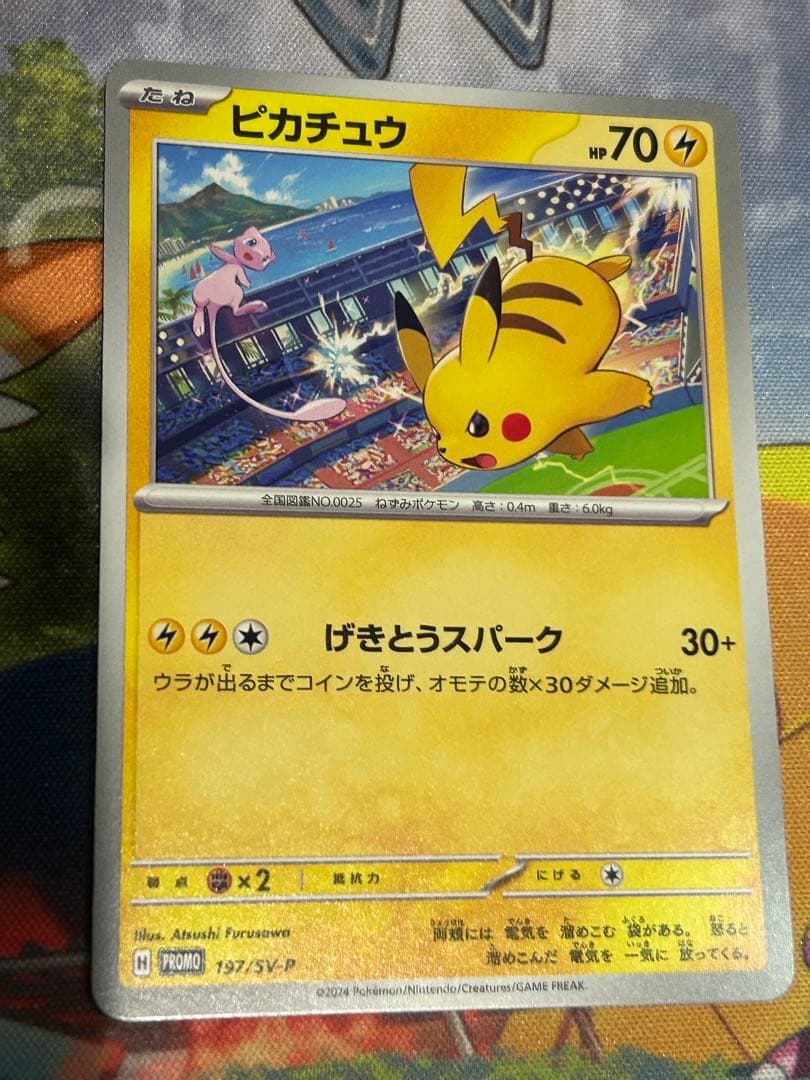 たね ピカチュウ HP70
全国図鑑NO.0025 ねずみポケモン 高さ:0.4m 重さ:6.0kg
げきとうスパーク 30+
ウラが出るまでコインを投げ、オモテの数×30ダメージ追加。
弱点 ×2 抵抗力 にげる
Illus. Atsushi Furusawa
両頬には 電気を 溜めこむ 袋がある。 怒ると
溜めこんだ 電気を 一気に 放ってくる。
H PROMO 197/SV-P
©2024 Pokémon/Nintendo/Creatures/GAME FREAK.